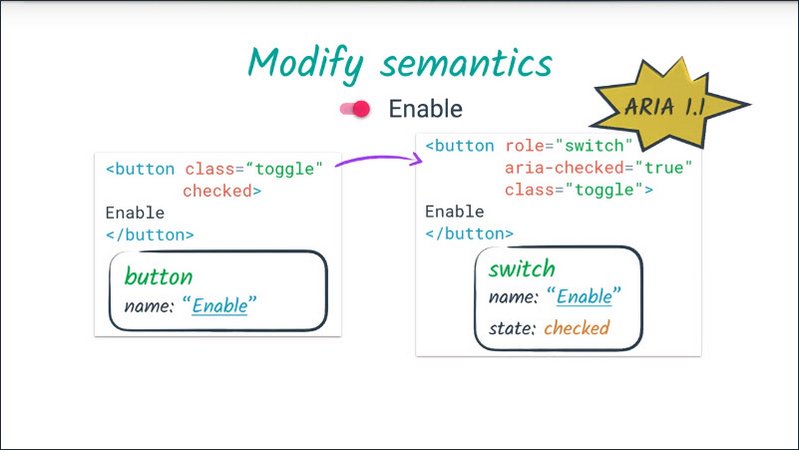 Modify semantics
Enable
ARIA 1.1
<button class="toggle"
checked>
Enable
</button>
button
name: “Enable”
<button role="switch"
aria-checked="true"
class="toggle">
Enable
</button>
switch
name: “Enable”
state: checked